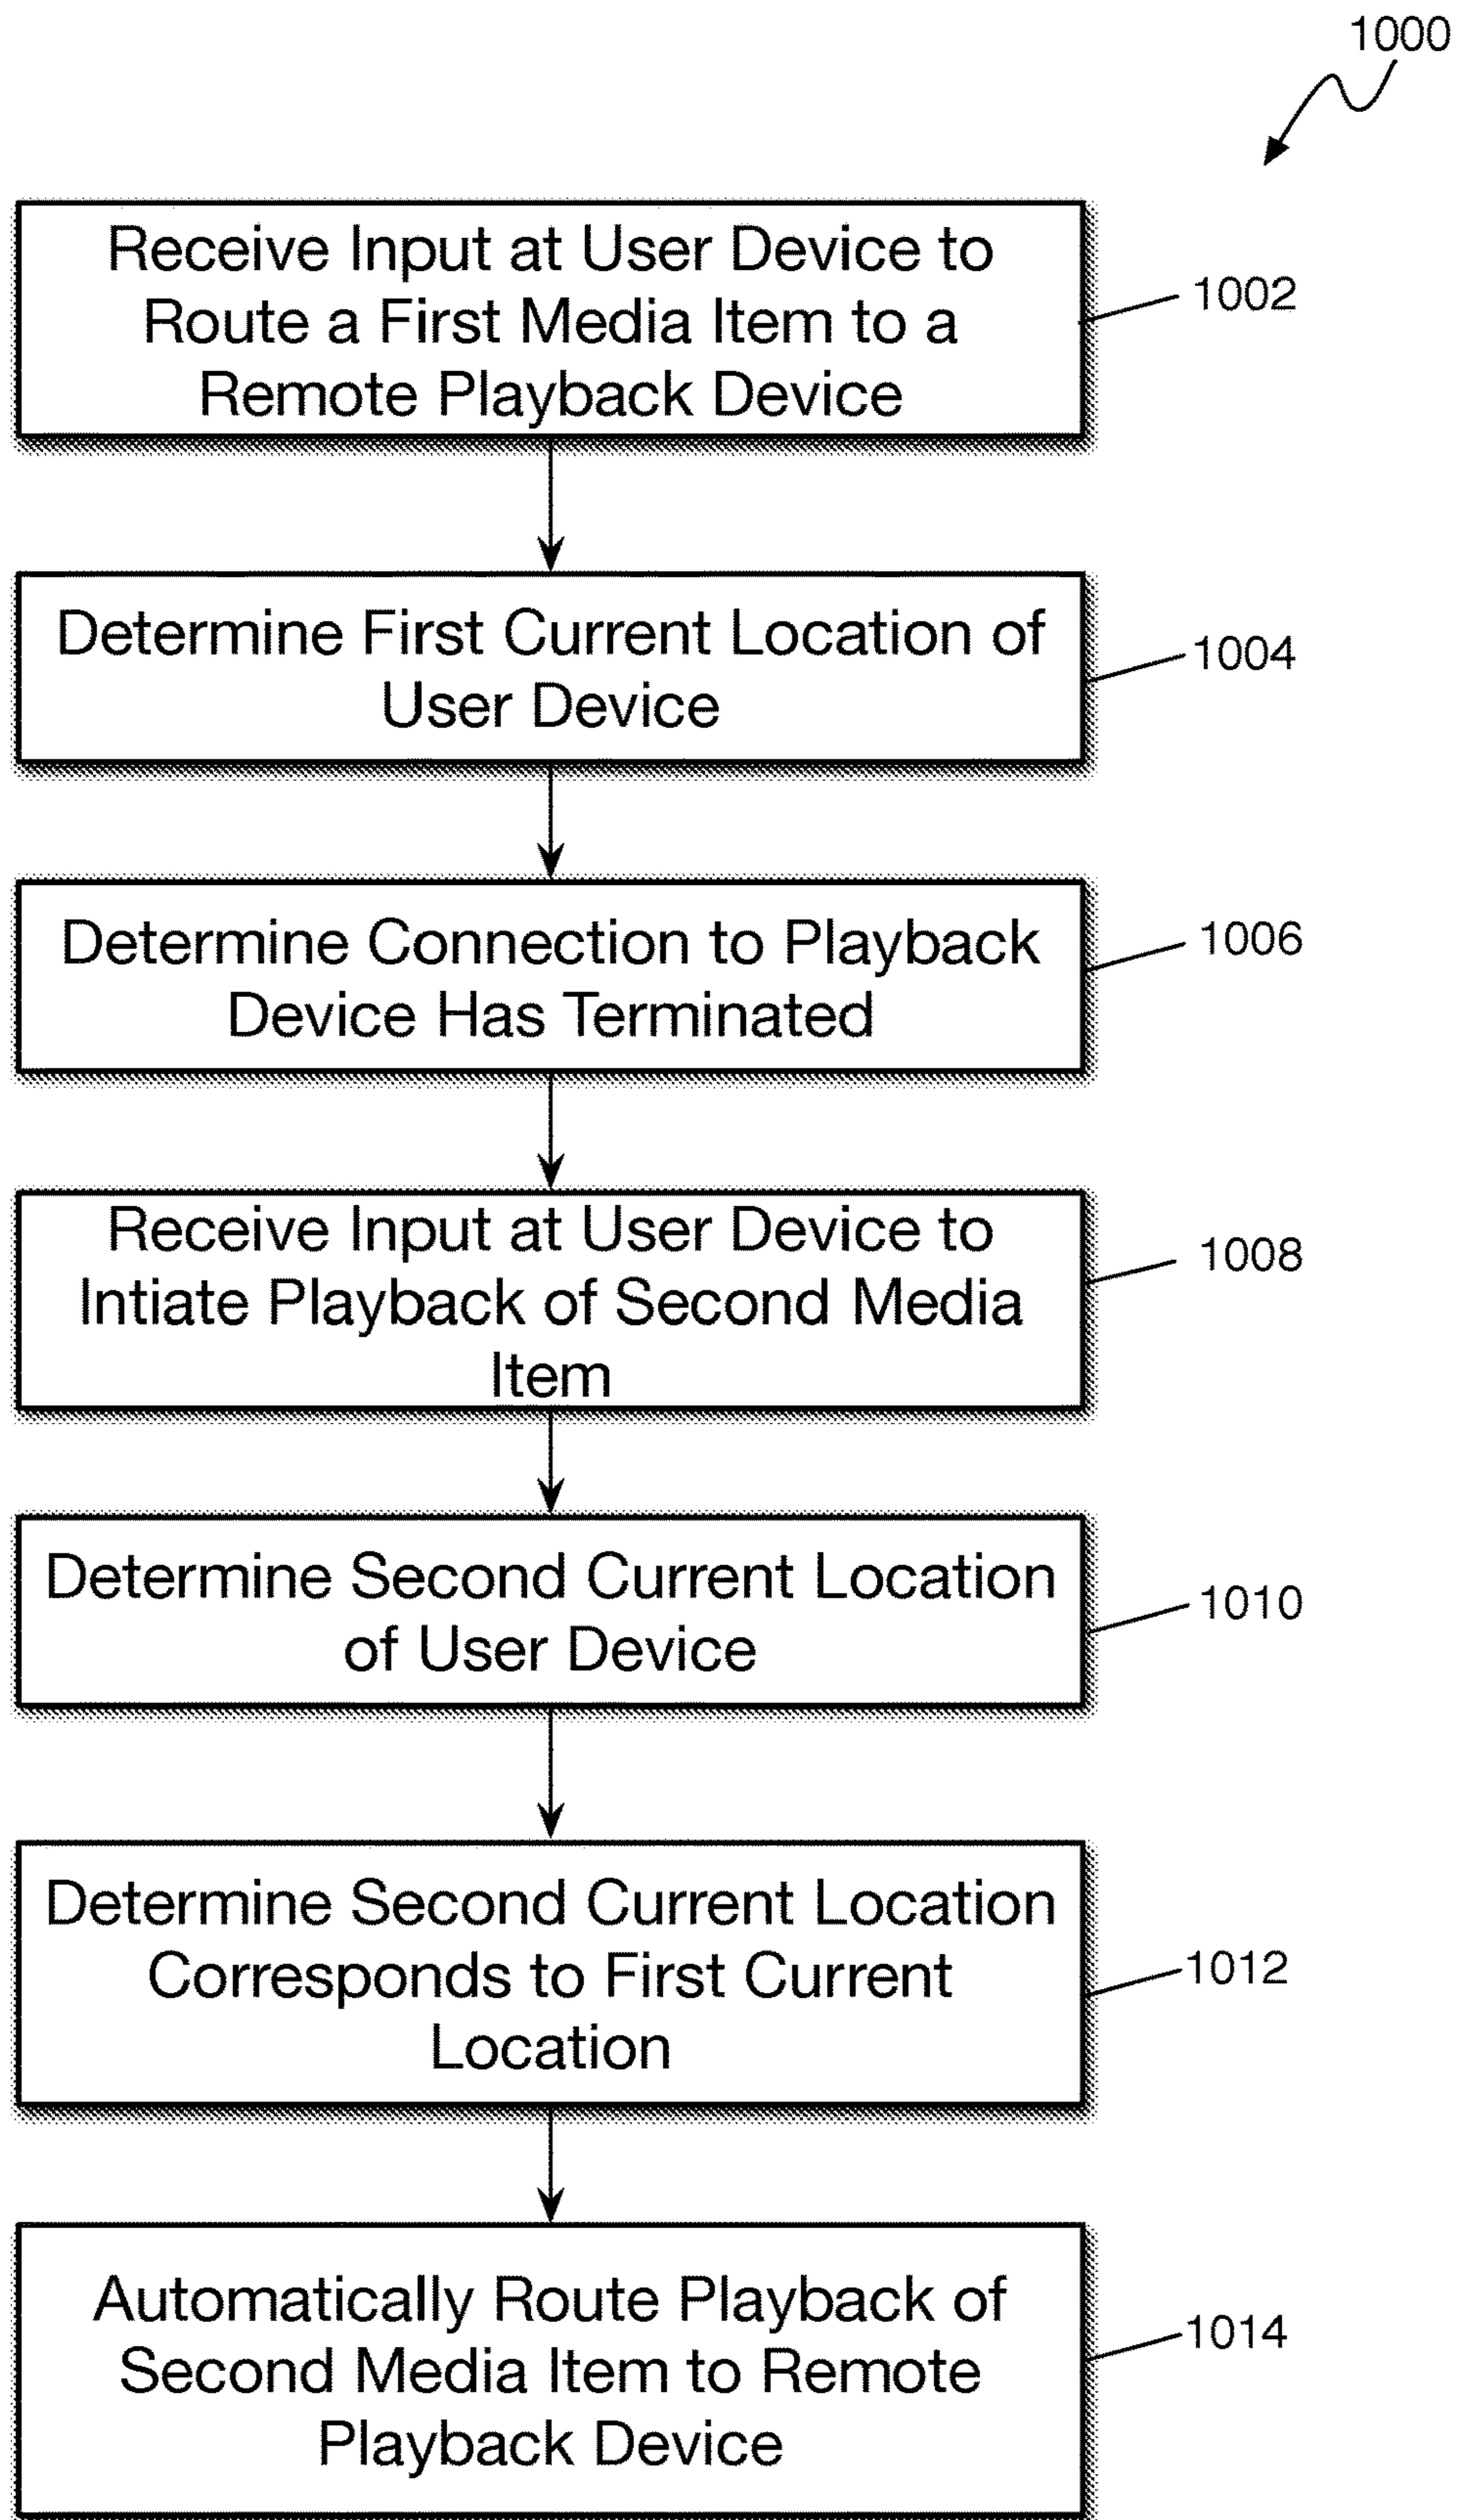 1000
Receive Input at User Device to
Route a First Media Item to a
Remote Playback Device
1002
Determine First Current Location of
User Device
1004
Determine Connection to Playback
Device Has Terminated
1006
Receive Input at User Device to
Intiate Playback of Second Media
Item
1008
Determine Second Current Location
of User Device
1010
Determine Second Current Location
Corresponds to First Current
Location
1012
Automatically Route Playback of
Second Media Item to Remote
Playback Device
1014